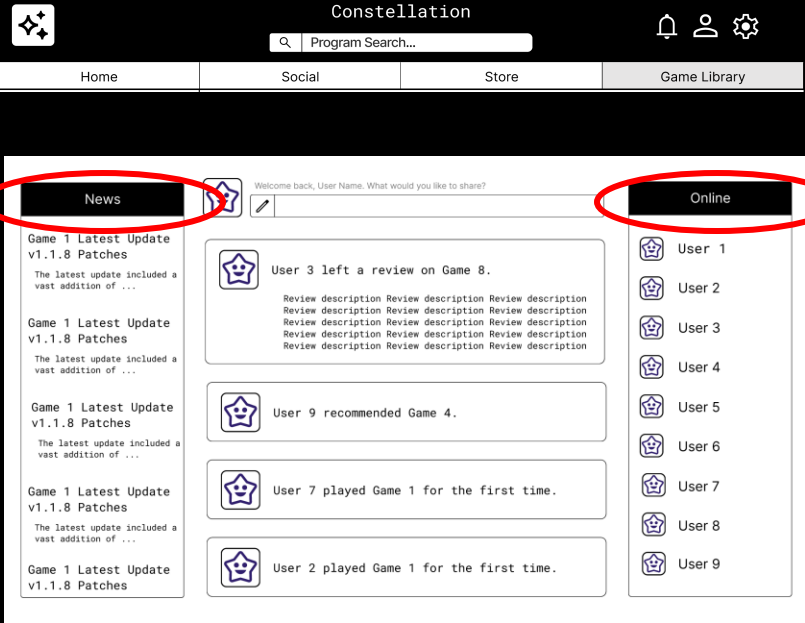 Constellation
Program Search...
Home
Social
Store
Game Library
News
Game 1 Latest Update
v1.1.8 Patches
The latest update included a
vast addition of ...
Game 1 Latest Update
v1.1.8 Patches
The latest update included a
vast addition of ...
Game 1 Latest Update
v1.1.8 Patches
The latest update included a
vast addition of ...
Game 1 Latest Update
v1.1.8 Patches
The latest update included a
vast addition of ...
Game 1 Latest Update
v1.1.8 Patches
Welcome back, User Name. What would you like to share?
User 3 left a review on Game 8.
Review description Review description Review description
Review description Review description Review description
Review description Review description Review description
Review description Review description Review description
Review description Review description Review description
User 9 recommended Game 4.
User 7 played Game 1 for the first time.
User 2 played Game 1 for the first time.
Online
User 1
User 2
User 3
User 4
User 5
User 6
User 7
User 8
User 9